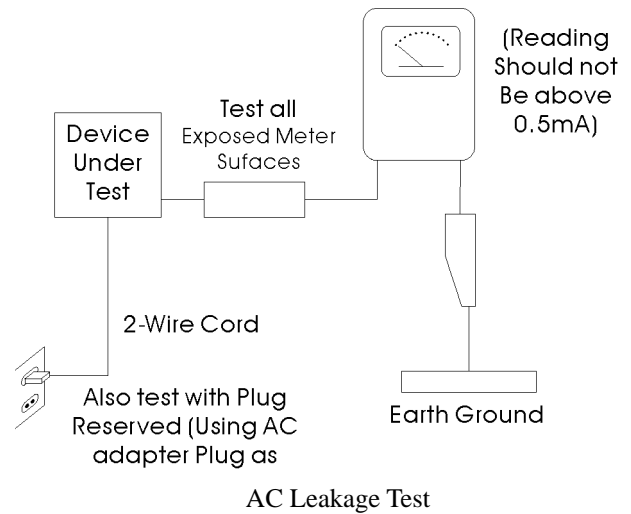 (Reading
Should not
Be above
0.5mA)
Device
Under
Test
Test all
Exposed Meter
Sufaces
2-Wire Cord
Also test with Plug
Reserved (Using AC
adapter Plug as
Earth Ground
AC Leakage Test